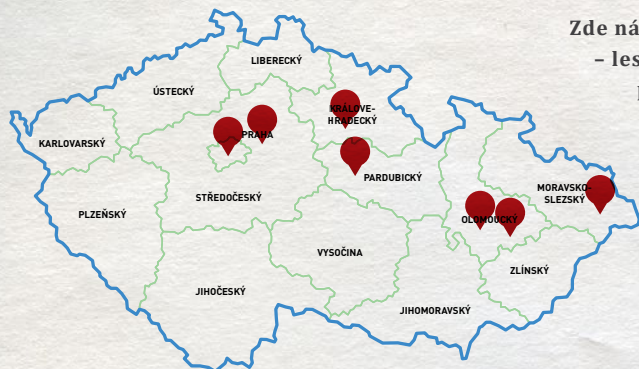 Zde ná
– les
LIBERECKÝ
ÚSTECKÝ
KRÁLOVE-
HRADECKÝ
PRAHA
KARLOVARSKÝ
PARDUBICKÝ
STŘEDOČESKÝ
MORAVSKO-
SLEZSKÝ
PLZEŇSKÝ
OLOMOUCKÝ
VYSOČINA
ZLÍNSKÝ
JIHOČESKÝ
JIHOMORAVSKÝ